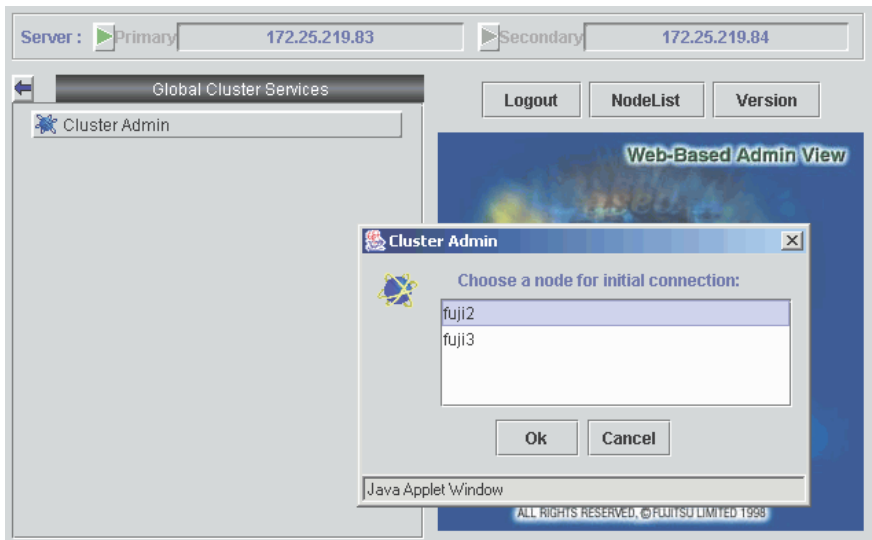 Server : Primary 172.25.219.83 Secondary 172.25.219.84
Global Cluster Services
Cluster Admin
Logout NodeList Version
Web-Based Admin View
Cluster Admin
Choose a node for initial connection:
fuji2
fuji3
Ok Cancel
Java Applet Window
ALL RIGHTS RESERVED, © FUJITSU LIMITED 1998